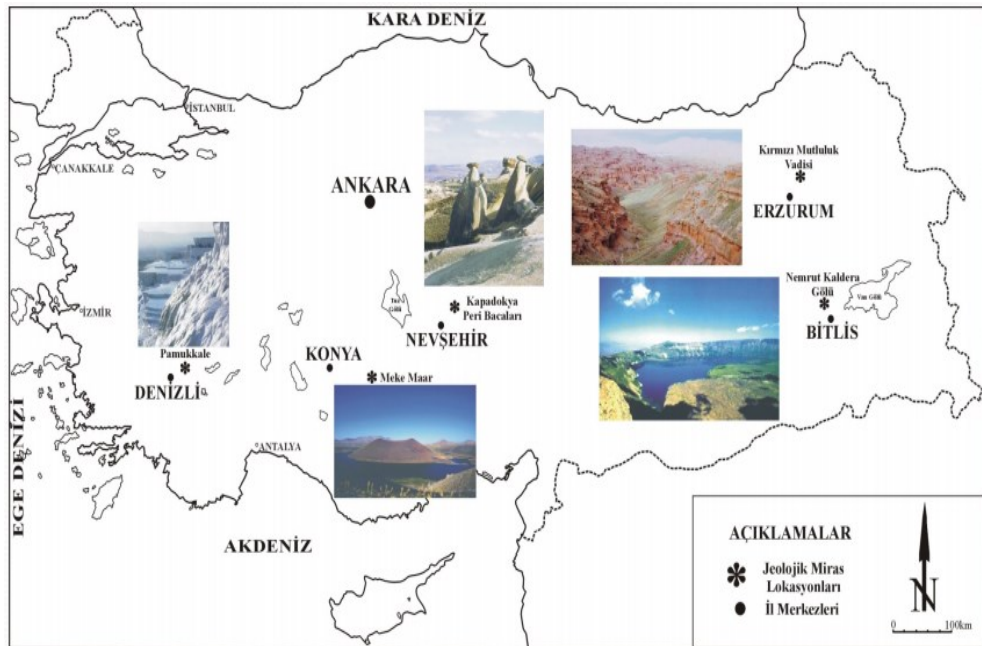 KARA DENİZ
İSTANBUL
ÇANAKKALE
ANKARA
Kırmızı Mutluluk
Vadisi
ERZURUM
Nemrut Kaldera
Gölü
Van Gölü
BİTLİS
Tuz
Gölü
Kapadokya
Peri Bacaları
NEVŞEHİR
İZMİR
Pamukkale
DENİZLİ
KONYA
Meke Maar
ANTALYA
EGE DENİZİ
AKDENİZ
AÇIKLAMALAR
Jeolojik Miras
Lokasyonları
İl Merkezleri
N
0 100km